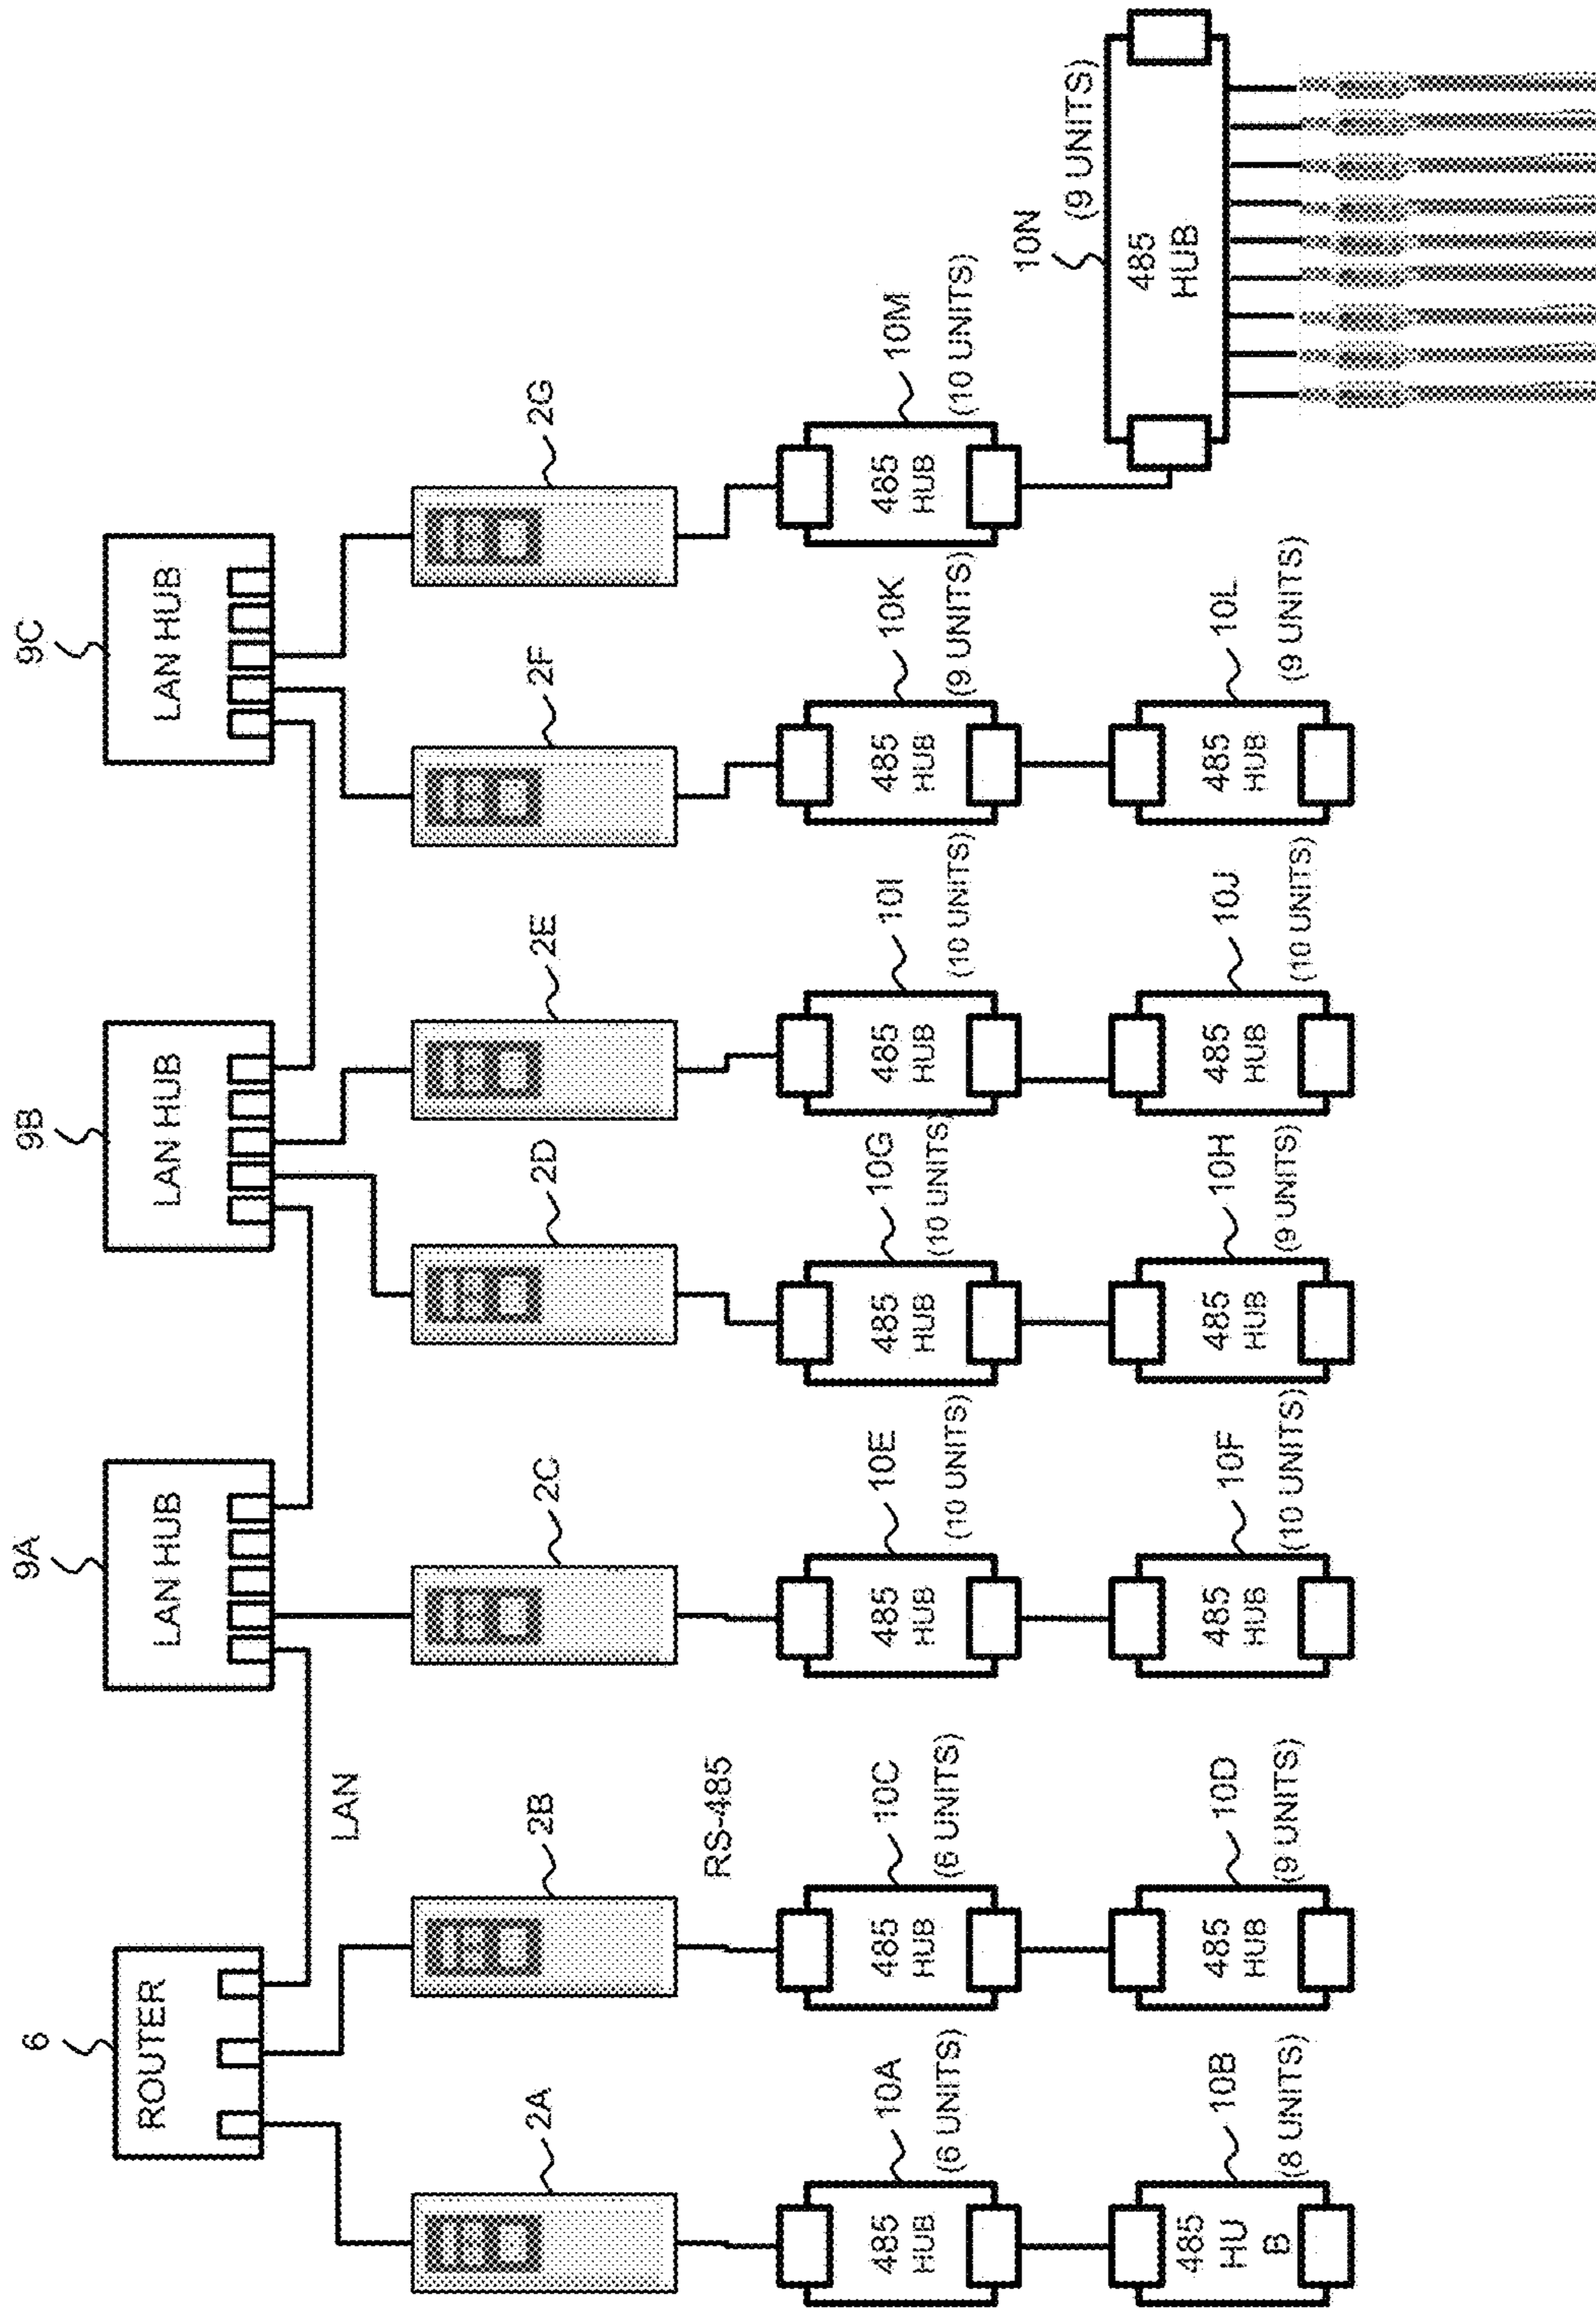 6
9A
9B
9C
ROUTER
LAN HUB
LAN HUB
LAN HUB
LAN
2A
2B
2C
2D
2E
2F
2G
RS-485
10A
485
HUB
(6 UNITS)
10C
485
HUB
(6 UNITS)
10E
485
HUB
(10 UNITS)
10G
485
HUB
(10 UNITS)
10I
485
HUB
(10 UNITS)
10K
485
HUB
(9 UNITS)
10M
485
HUB
(10 UNITS)
10B
485
HU
B
(8 UNITS)
10D
485
HUB
(9 UNITS)
10F
485
HUB
(10 UNITS)
10H
485
HUB
(9 UNITS)
10J
485
HUB
(10 UNITS)
10L
485
HUB
(9 UNITS)
10N
(9 UNITS)
485
HUB